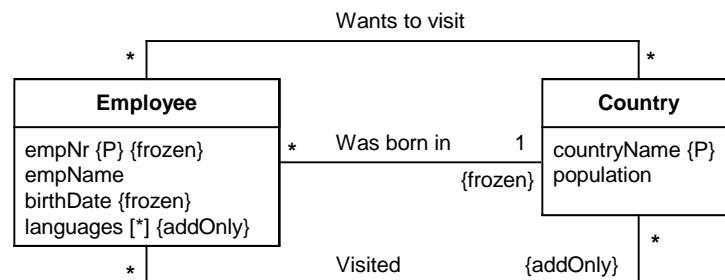 Wants to visit
* *
Employee
empNr {P} {frozen}
empName
birthDate {frozen}
languages [*] {addOnly}
* Was born in 1
{frozen}
Country
countryName {P}
population
* Visited {addOnly} *